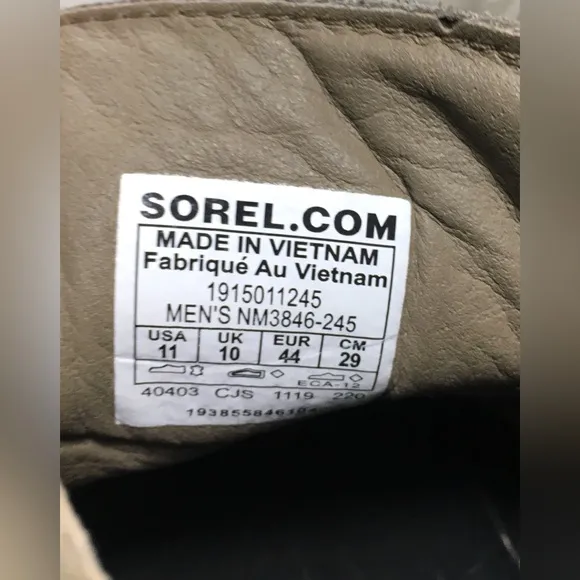 SOREL.COM
MADE IN VIETNAM
Fabriqué Au Vietnam
1915011245
MEN'S NM3846-245
USA UK EUR CM
11 10 44 29
ECA-12
40403 CJS 1119 220